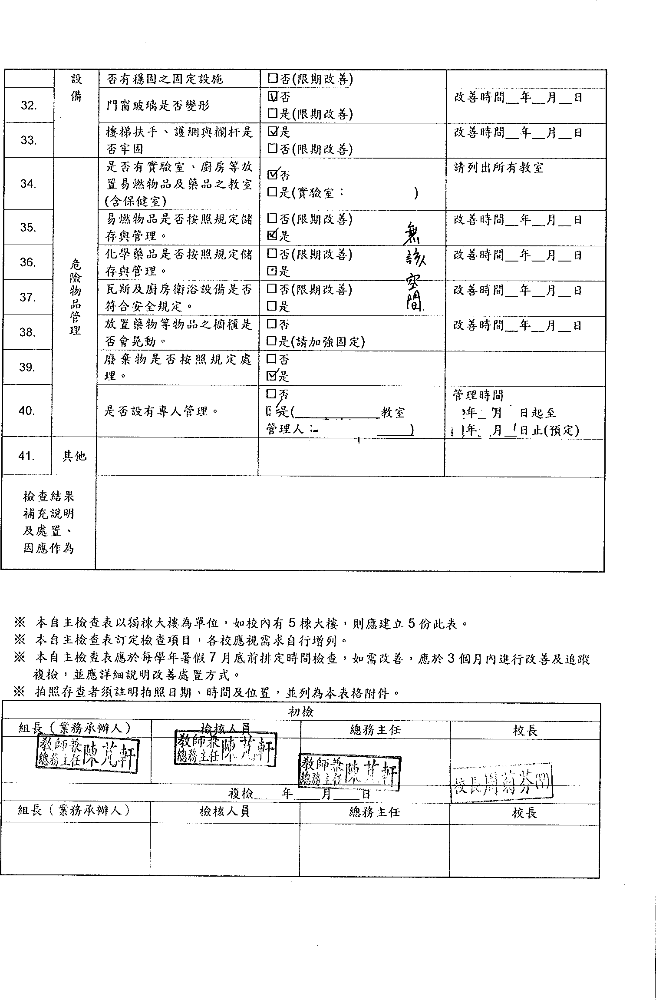 設
備
否有穩固之固定設施
□否(限期改善)
32.
門窗玻璃是否變形
☑否
□是(限期改善)
改善時間__年__月__日
33.
樓梯扶手、護網與欄杆是
否牢固
☑是
□否(限期改善)
改善時間__年__月__日
危險物品管理
34.
是否有實驗室、廚房等放
置易燃物品及藥品之教室
(含保健室)
☑否
□是(實驗室： )
請列出所有教室
35.
易燃物品是否按照規定儲
存與管理。
□否(限期改善)
☑是
無該空間
改善時間__年__月__日
36.
化學藥品是否按照規定儲
存與管理。
□否(限期改善)
□是
改善時間__年__月__日
37.
瓦斯及廚房衛浴設備是否
符合安全規定。
□否(限期改善)
□是
改善時間__年__月__日
38.
放置藥物等物品之櫥櫃是
否會晃動。
□否
□是(請加強固定)
改善時間__年__月__日
39.
廢棄物是否按照規定處
理。
□否
☑是
40.
是否設有專人管理。
□否
是(____________教室
管理人： _____)
管理時間
年__月 日起至
年 月__日止(預定)
41.
其他
檢查結果
補充說明
及處置、
因應作為
※ 本自主檢查表以獨棟大樓為單位，如校內有 5 棟大樓，則應建立 5 份此表。
※ 本自主檢查表訂定檢查項目，各校應視需求自行增列。
※ 本自主檢查表應於每學年暑假 7 月底前排定時間檢查，如需改善，應於 3 個月內進行改善及追蹤
複檢，並應詳細說明改善處置方式。
※ 拍照存查者須註明拍照日期、時間及位置，並列為本表格附件。
初檢
組長（業務承辦人）
檢核人員
總務主任
校長
教師兼
總務主任 陳芃軒
教師兼
總務主任 陳芃軒
教師兼
總務主任 陳芃軒
校長周菊芬
複檢____年____月____日
組長（業務承辦人）
檢核人員
總務主任
校長